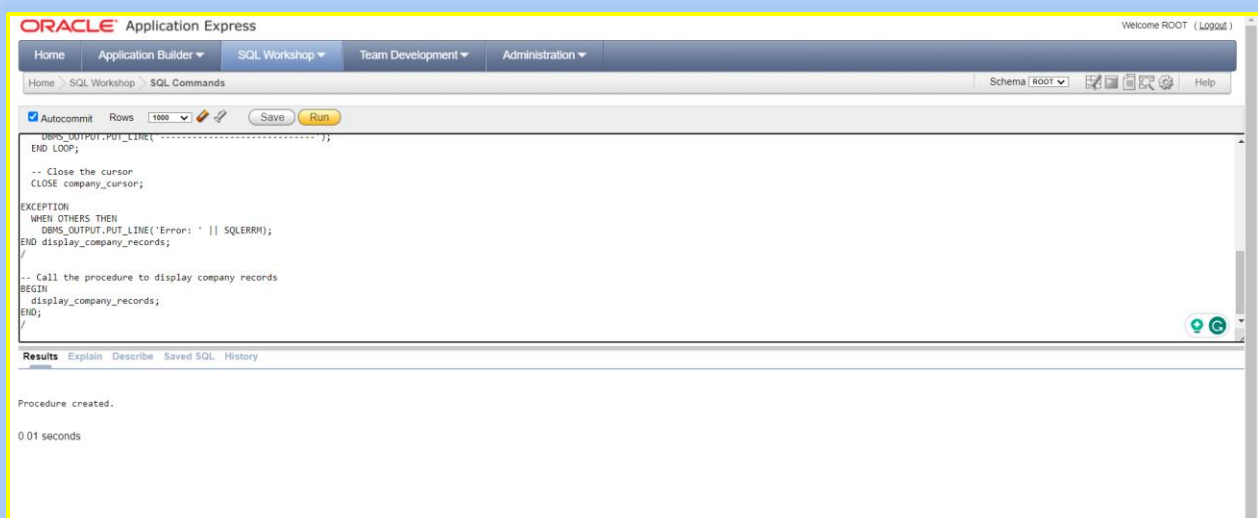 ORACLE Application Express
Welcome ROOT ( Logout )
Home Application Builder SQL Workshop Team Development Administration
Home SQL Workshop SQL Commands Schema ROOT Help
Autocommit Rows 1000 Save Run
DBMS_OUTPUT.PUT_LINE('-----------------------------');
END LOOP;
-- Close the cursor
CLOSE company_cursor;
EXCEPTION
WHEN OTHERS THEN
DBMS_OUTPUT.PUT_LINE('Error: ' || SQLERRM);
END display_company_records;
/
-- Call the procedure to display company records
BEGIN
display_company_records;
END;
/
Results Explain Describe Saved SQL History
Procedure created.
0.01 seconds